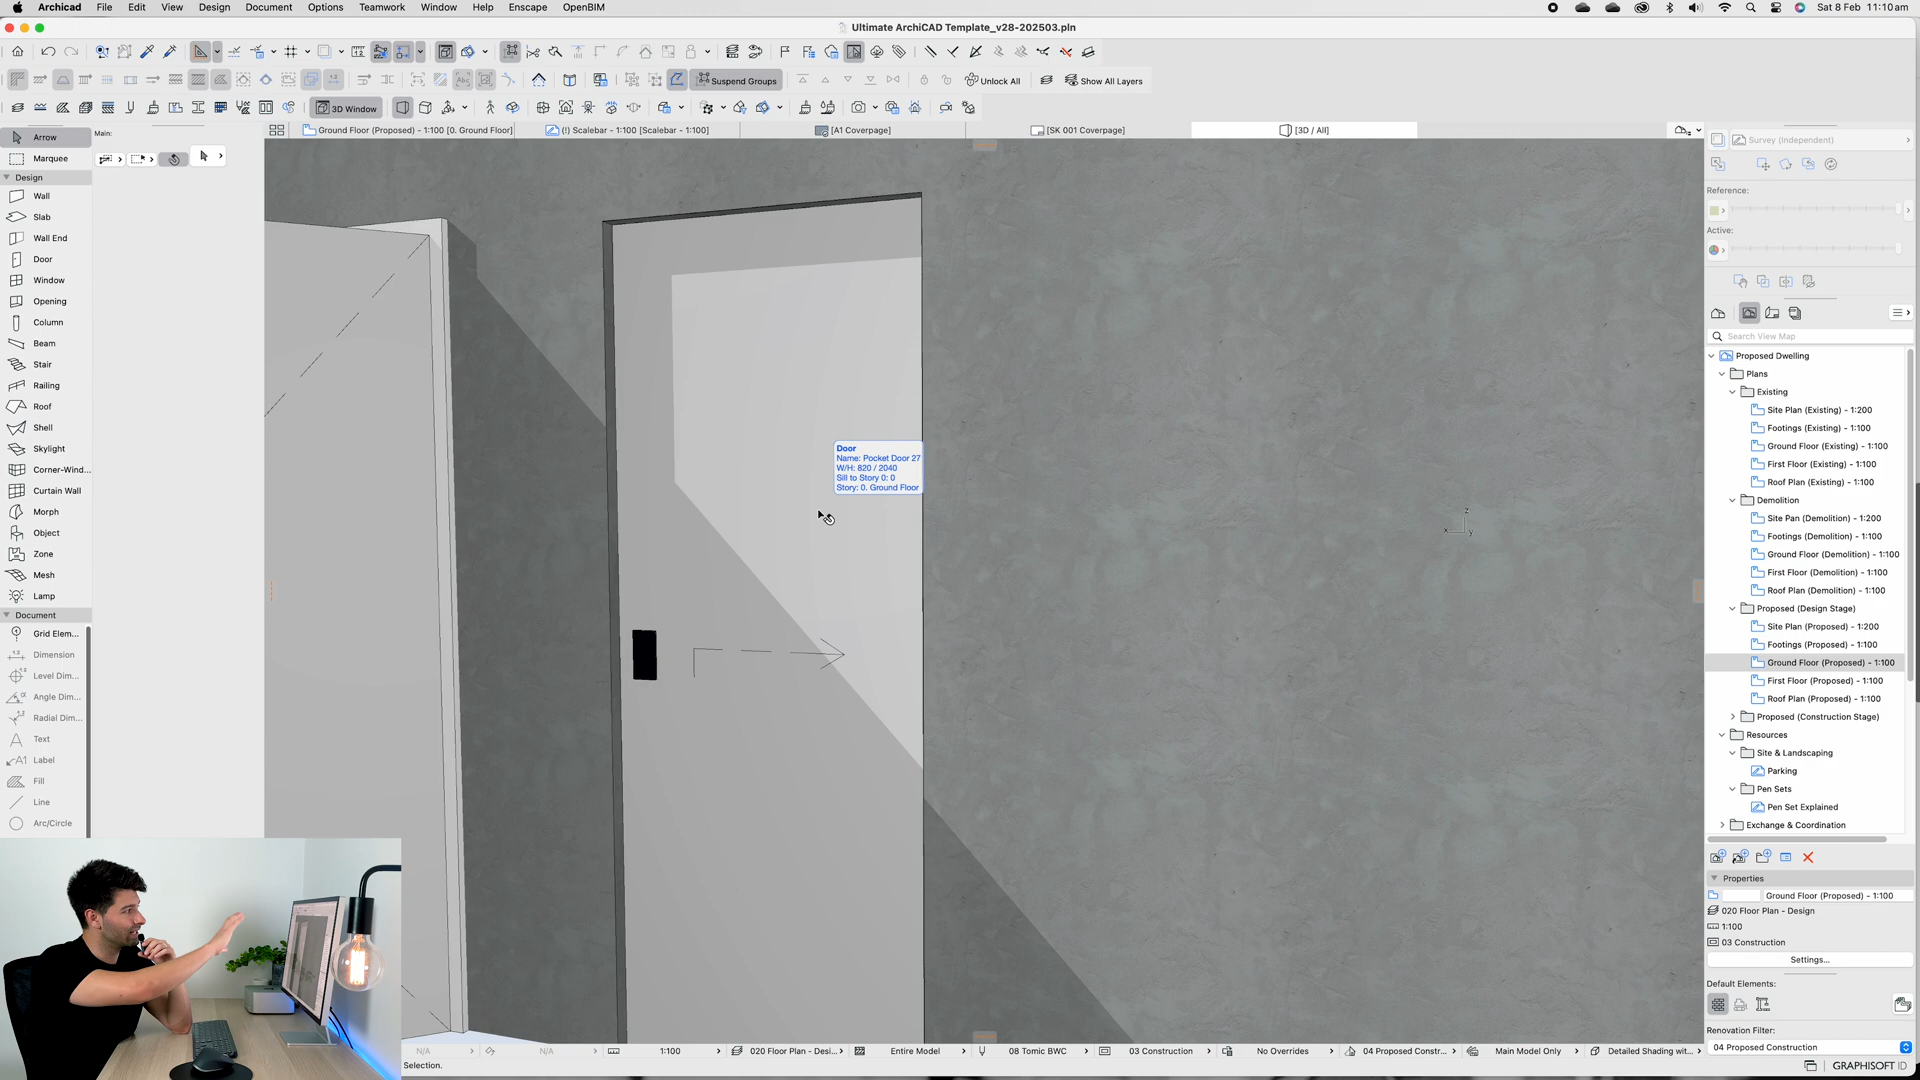 Archicad File Edit View Design Document Options Teamwork Window Help Enscape OpenBIM
Sat 8 Feb 11:10 am
Ultimate ArchiCAD Template_v28-202503.pln
Suspend Groups
Unlock All
Show All Layers
3D Window
Ground Floor (Proposed) - 1:100 [0. Ground Floor]
(!) Scalebar - 1:100 [Scalebar - 1:100]
[A1 Coverpage]
[SK 001 Coverpage]
[3D / All]
Main:
Arrow
Marquee
Design
Wall
Slab
Wall End
Door
Window
Opening
Column
Beam
Stair
Railing
Roof
Shell
Skylight
Corner-Wind...
Curtain Wall
Morph
Object
Zone
Mesh
Lamp
Document
Grid Elem...
Dimension
Level Dim...
Angle Dim...
Radial Dim...
Text
A1 Label
Fill
Line
Arc/Circle
Door
Name: Pocket Door 27
W/H: 820 / 2040
Sill to Story 0: 0
Story: 0. Ground Floor
z
x
y
Survey (Independent)
Reference:
Active:
Search View Map
Proposed Dwelling
Plans
Existing
Site Plan (Existing) - 1:200
Footings (Existing) - 1:100
Ground Floor (Existing) - 1:100
First Floor (Existing) - 1:100
Roof Plan (Existing) - 1:100
Demolition
Site Pan (Demolition) - 1:200
Footings (Demolition) - 1:100
Ground Floor (Demolition) - 1:100
First Floor (Demolition) - 1:100
Roof Plan (Demolition) - 1:100
Proposed (Design Stage)
Site Plan (Proposed) - 1:200
Footings (Proposed) - 1:100
Ground Floor (Proposed) - 1:100
First Floor (Proposed) - 1:100
Roof Plan (Proposed) - 1:100
Proposed (Construction Stage)
Resources
Site & Landscaping
Parking
Pen Sets
Pen Set Explained
Exchange & Coordination
Properties
Ground Floor (Proposed) - 1:100
020 Floor Plan - Design
1:100
03 Construction
Settings...
Default Elements:
Renovation Filter:
04 Proposed Construction
N/A
N/A
1:100
020 Floor Plan - Desi...
Entire Model
08 Tomic BWC
03 Construction
No Overrides
04 Proposed Constr...
Main Model Only
Detailed Shading wit...
Selection.
GRAPHISOFT ID